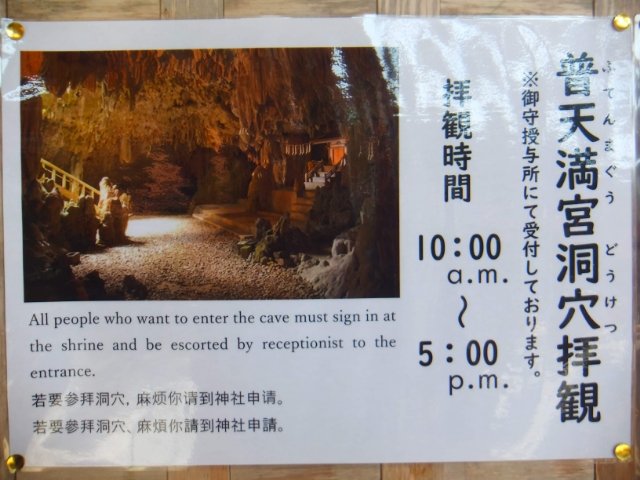 普天満宮洞穴拝観
ふてんまぐう どうけつ
※御守授与所にて受付しております。
拝観時間
10:00
a.m.
~
5:00
p.m.
All people who want to enter the cave must sign in at
the shrine and be escorted by receptionist to the
entrance.
若要参拜洞穴,麻烦你请到神社申请。
若要參拜洞穴、麻煩你請到神社申請。